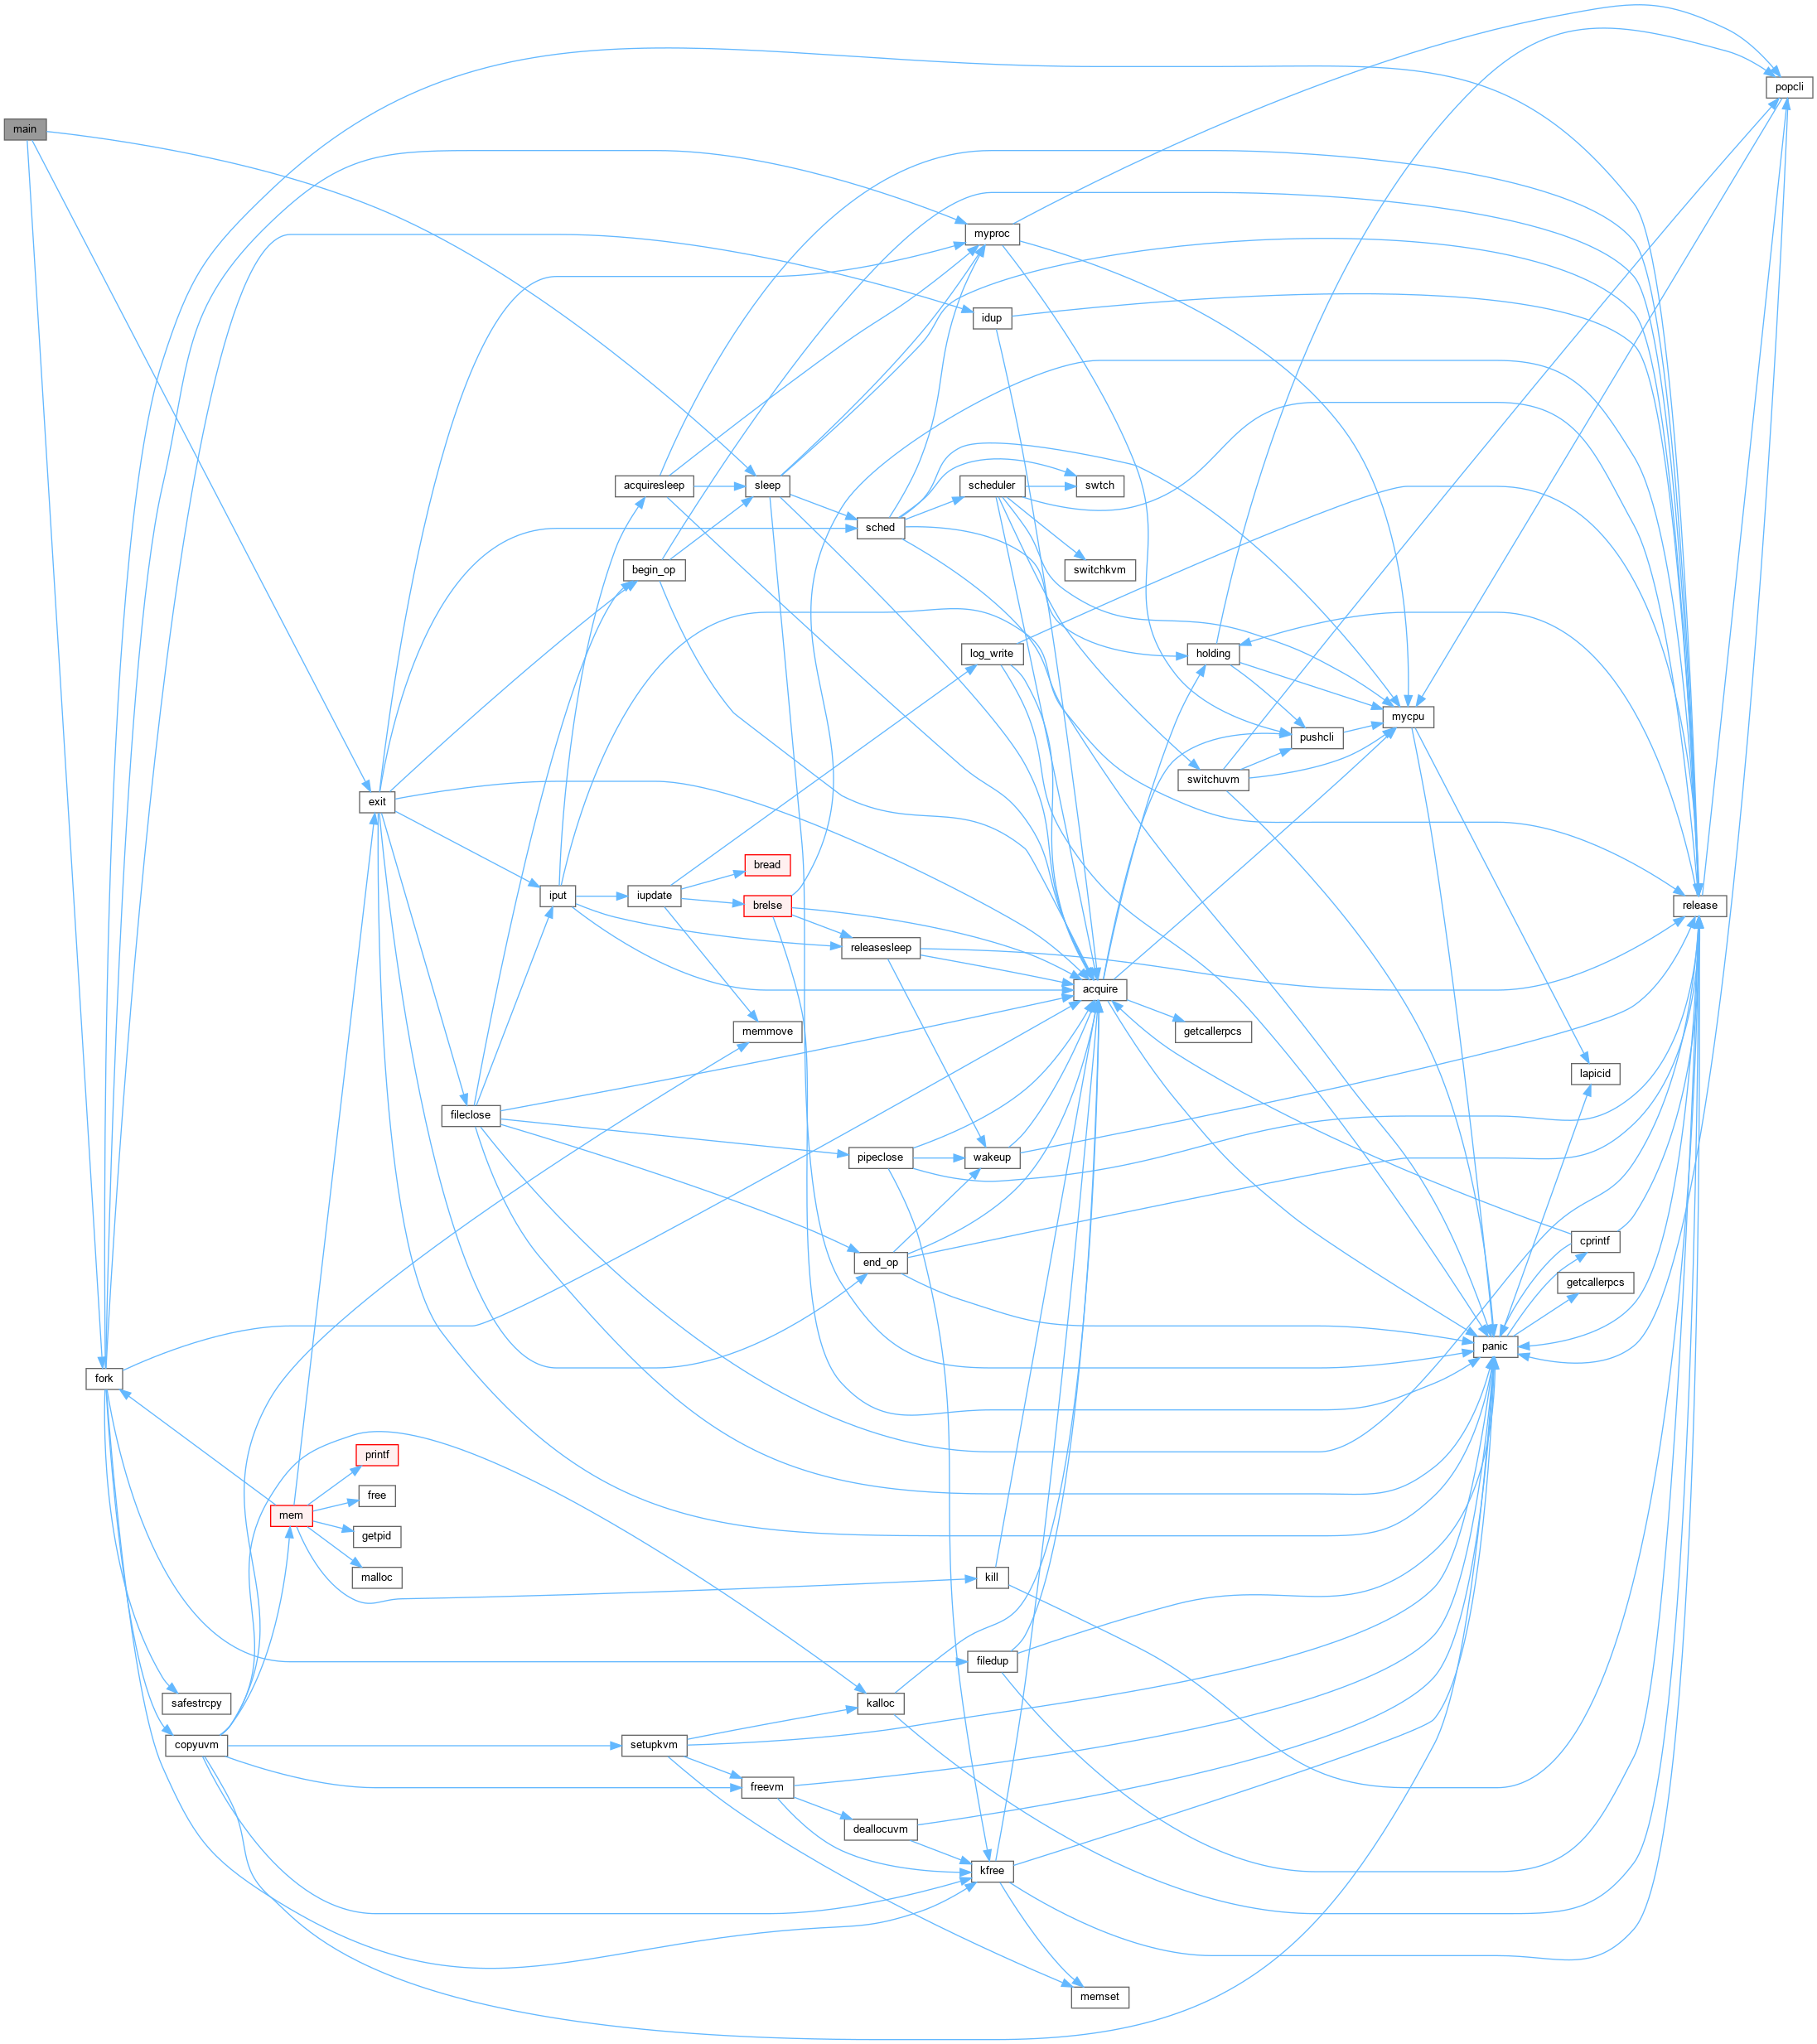 popcli
main
myproc
idup
acquiresleep
sleep
scheduler
swtch
sched
begin_op
switchkvm
log_write
holding
mycpu
pushcli
switchuvm
exit
bread
iput
iupdate
brelse
release
releasesleep
acquire
memmove
getcallerpcs
lapicid
fileclose
pipeclose
wakeup
cprintf
end_op
getcallerpcs
panic
fork
printf
free
mem
getpid
malloc
kill
filedup
safestrcpy
kalloc
copyuvm
setupkvm
freevm
deallocuvm
kfree
memset